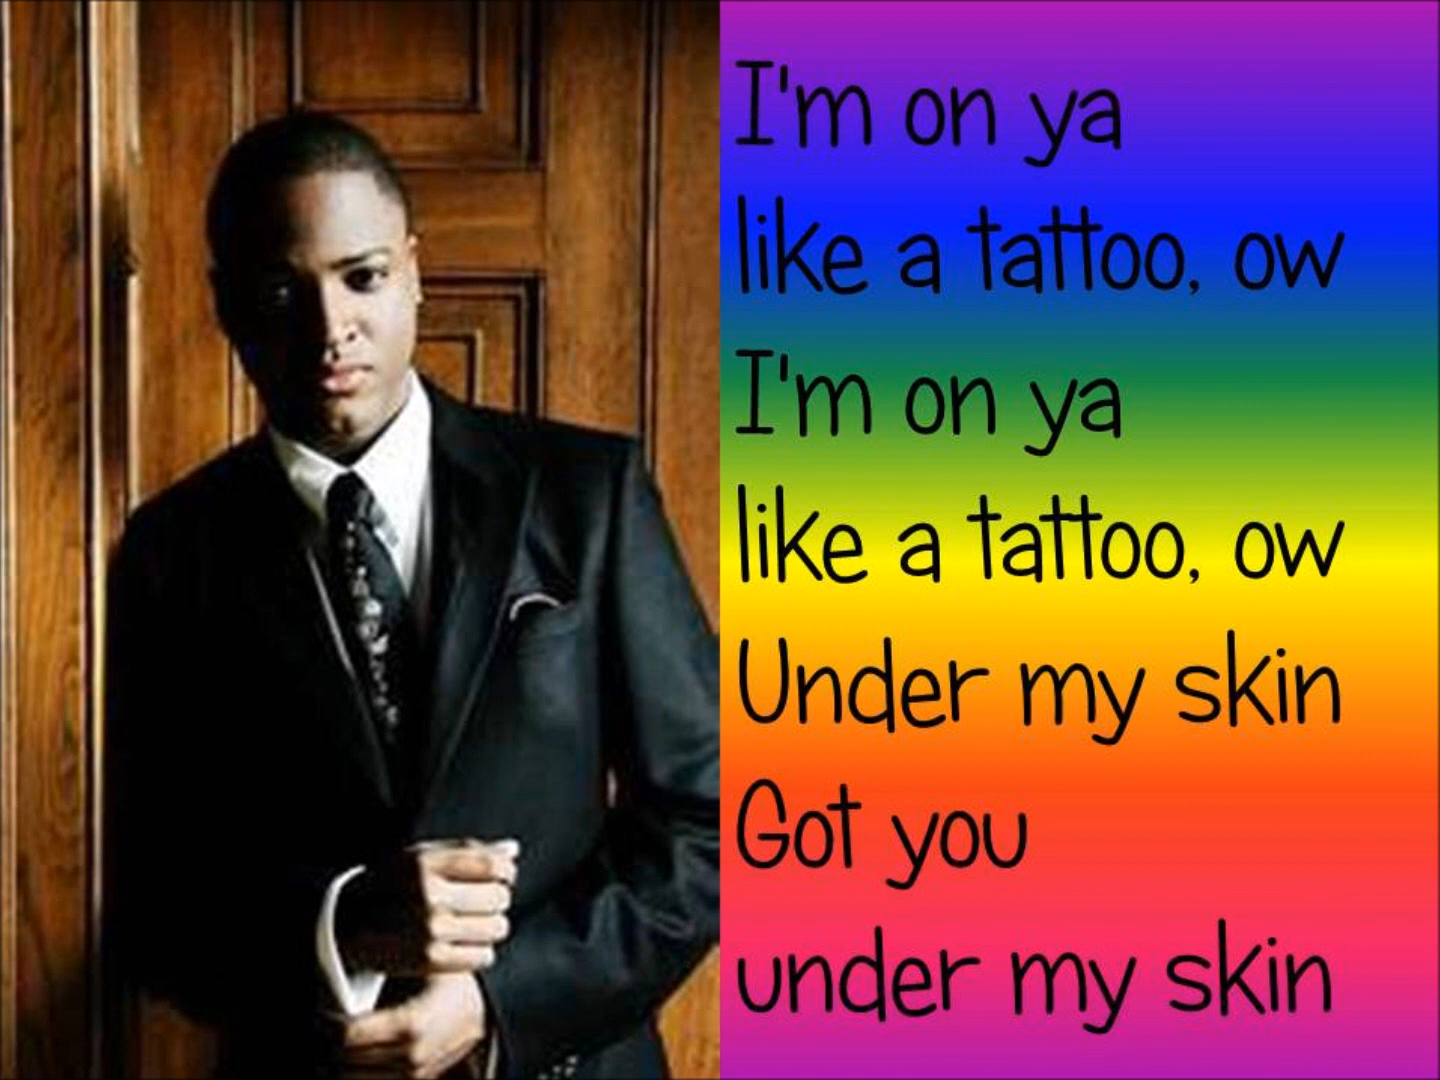 I'm on ya
like a tattoo, ow
I'm on ya
like a tattoo, ow
Under my skin
Got you
under my skin